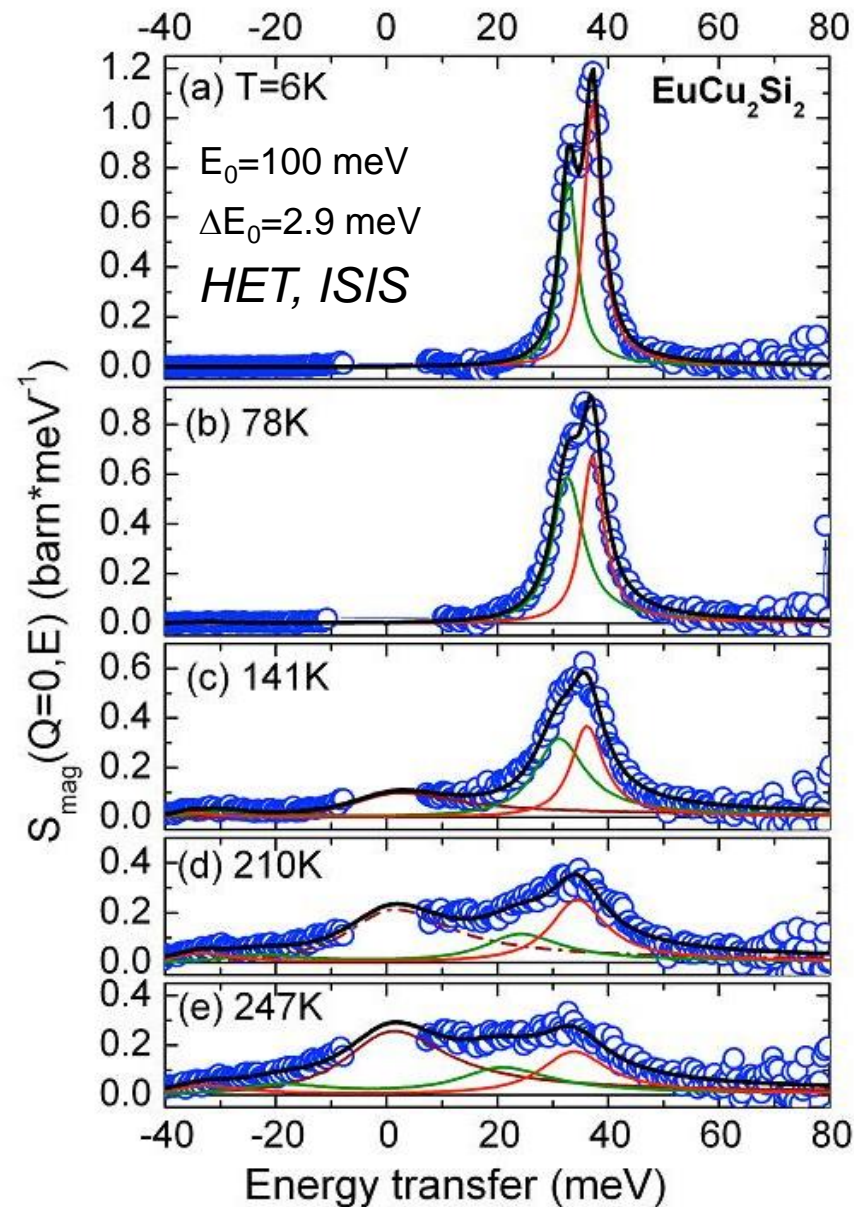 -40 -20 0 20 40 60 80
(a) T=6K
EuCu₂Si₂
E₀=100 meV
ΔE₀=2.9 meV
HET, ISIS
1.2
1.0
0.8
0.6
0.4
0.2
0.0
(b) 78K
0.8
0.6
0.4
0.2
0.0
(c) 141K
0.6
0.4
0.2
0.0
(d) 210K
0.4
0.2
0.0
(e) 247K
0.4
0.2
0.0
S_mag(Q=0,E) (barn*meV⁻¹)
-40 -20 0 20 40 60 80
Energy transfer (meV)